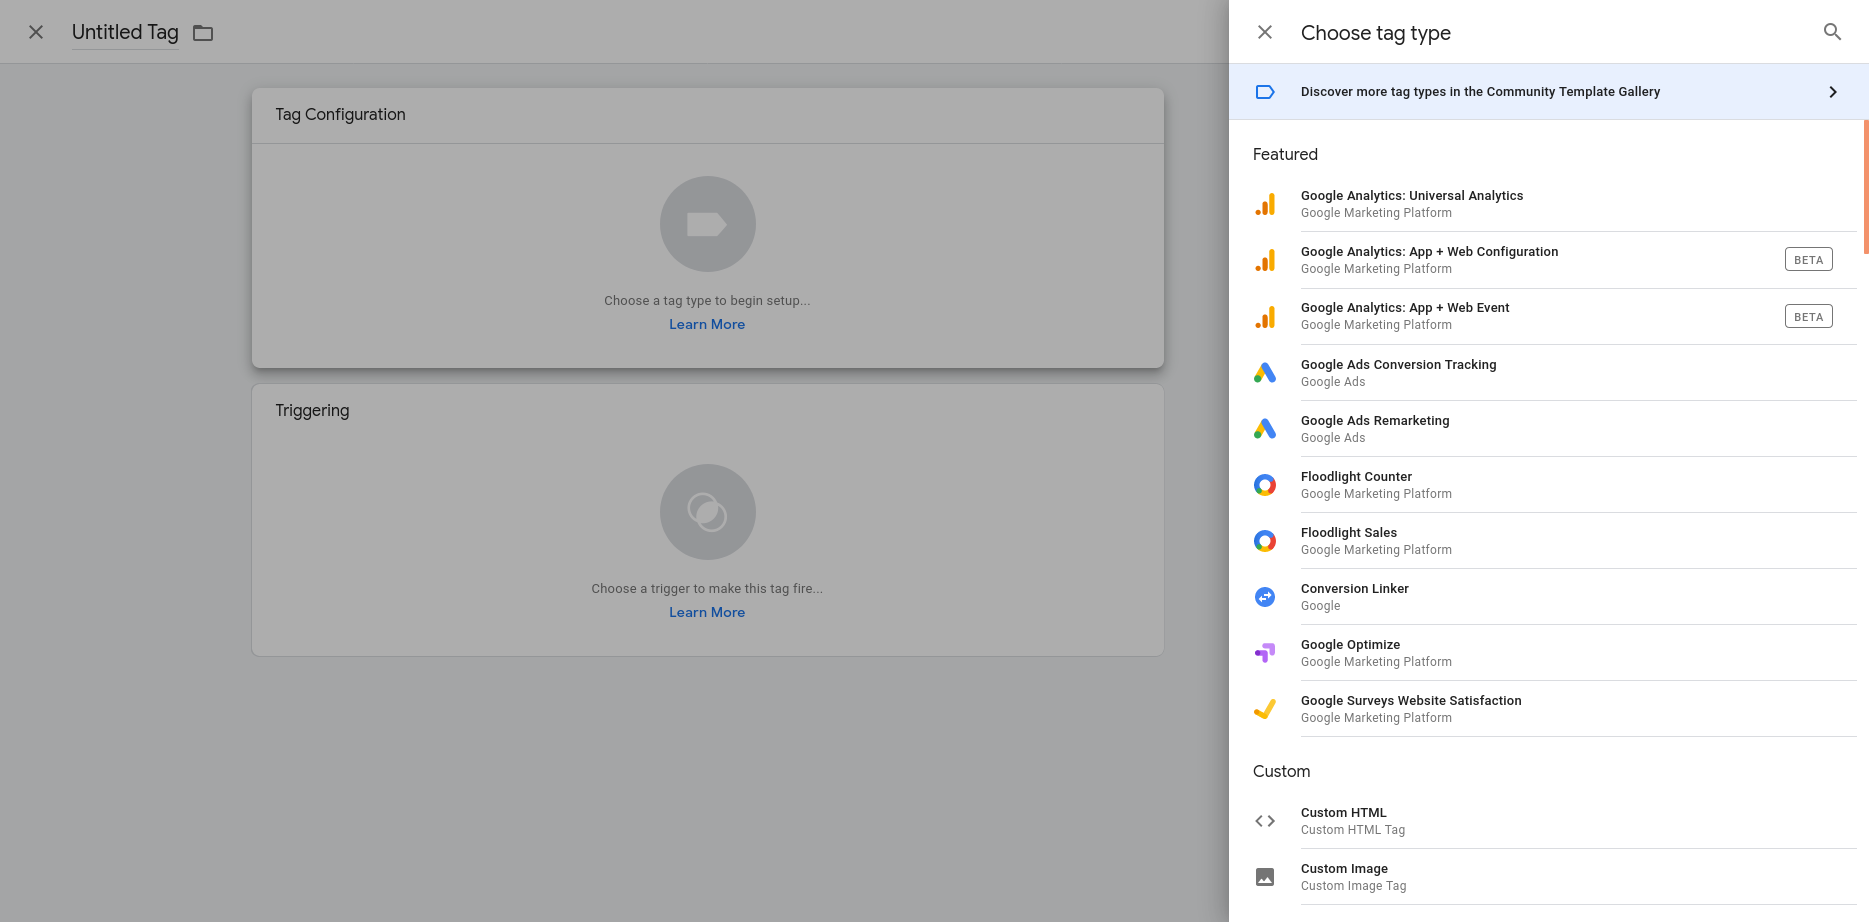 Untitled Tag
Tag Configuration
Choose a tag type to begin setup...
Learn More
Triggering
Choose a trigger to make this tag fire...
Learn More
Choose tag type
Discover more tag types in the Community Template Gallery
Featured
Google Analytics: Universal Analytics
Google Marketing Platform
Google Analytics: App + Web Configuration
Google Marketing Platform
BETA
Google Analytics: App + Web Event
Google Marketing Platform
BETA
Google Ads Conversion Tracking
Google Ads
Google Ads Remarketing
Google Ads
Floodlight Counter
Google Marketing Platform
Floodlight Sales
Google Marketing Platform
Conversion Linker
Google
Google Optimize
Google Marketing Platform
Google Surveys Website Satisfaction
Google Marketing Platform
Custom
Custom HTML
Custom HTML Tag
Custom Image
Custom Image Tag